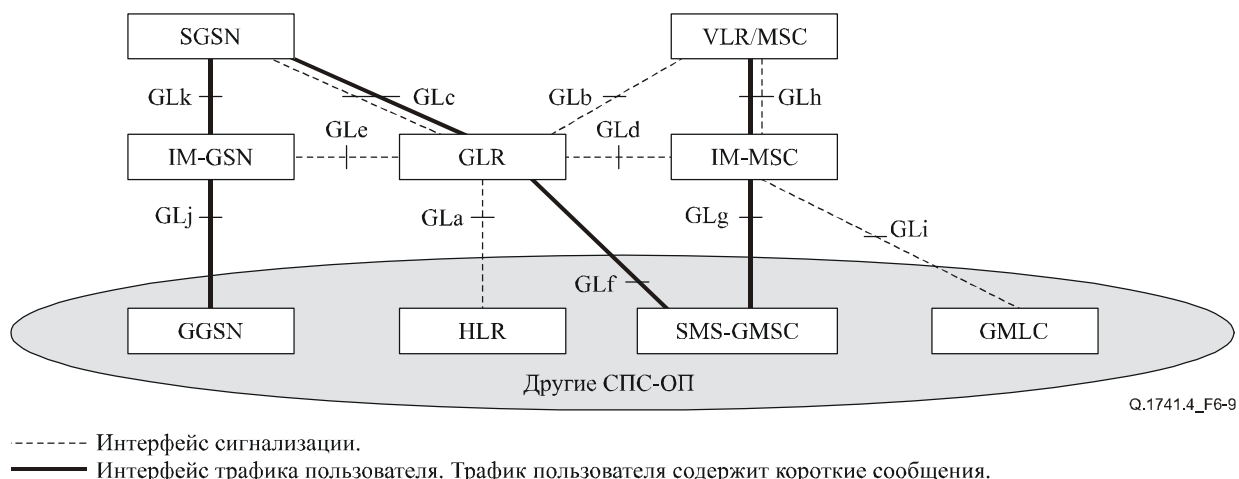 SGSN
VLR/MSC
GLk
GLc
GLb
GLh
GLe
GLd
IM-GSN
GLR
IM-MSC
GLj
GLa
GLg
GLi
GLf
GGSN
HLR
SMS-GMSC
GMLC
Другие СПС-ОП
Q.1741.4_F6-9
Интерфейс сигнализации.
Интерфейс трафика пользователя. Трафик пользователя содержит короткие сообщения.